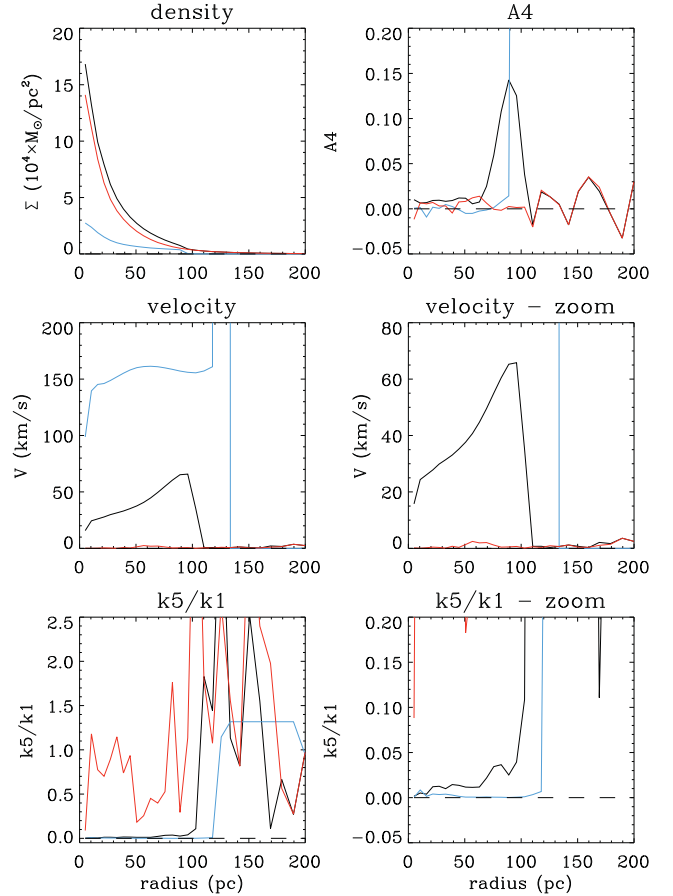 density
A4
20
15
10
5
0
Σ (10⁴×M⊙/pc²)
0 50 100 150 200
0.20
0.15
0.10
0.05
0.00
−0.05
A4
0 50 100 150 200
velocity
velocity − zoom
200
150
100
50
0
V (km/s)
0 50 100 150 200
80
60
40
20
0
V (km/s)
0 50 100 150 200
k5/k1
k5/k1 − zoom
2.5
2.0
1.5
1.0
0.5
0.0
k5/k1
0 50 100 150 200
radius (pc)
0.20
0.15
0.10
0.05
0.00
−0.05
k5/k1
0 50 100 150 200
radius (pc)